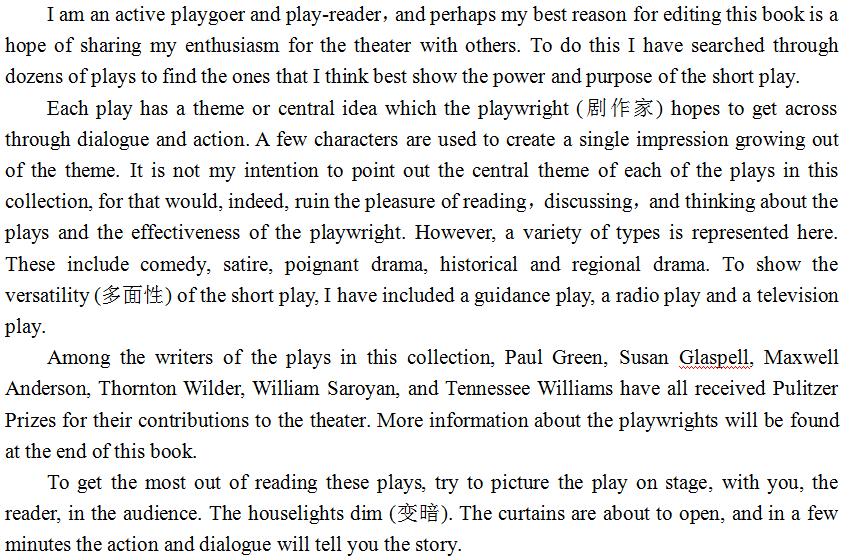 I am an active playgoer and play-reader，and perhaps my best reason for editing this book is a
hope of sharing my enthusiasm for the theater with others. To do this I have searched through
dozens of plays to find the ones that I think best show the power and purpose of the short play.
Each play has a theme or central idea which the playwright (剧作家) hopes to get across
through dialogue and action. A few characters are used to create a single impression growing out
of the theme. It is not my intention to point out the central theme of each of the plays in this
collection, for that would, indeed, ruin the pleasure of reading，discussing，and thinking about the
plays and the effectiveness of the playwright. However, a variety of types is represented here.
These include comedy, satire, poignant drama, historical and regional drama. To show the
versatility (多面性) of the short play, I have included a guidance play, a radio play and a television
play.
Among the writers of the plays in this collection, Paul Green, Susan Glaspell, Maxwell
Anderson, Thornton Wilder, William Saroyan, and Tennessee Williams have all received Pulitzer
Prizes for their contributions to the theater. More information about the playwrights will be found
at the end of this book.
To get the most out of reading these plays, try to picture the play on stage, with you, the
reader, in the audience. The houselights dim (变暗). The curtains are about to open, and in a few
minutes the action and dialogue will tell you the story.